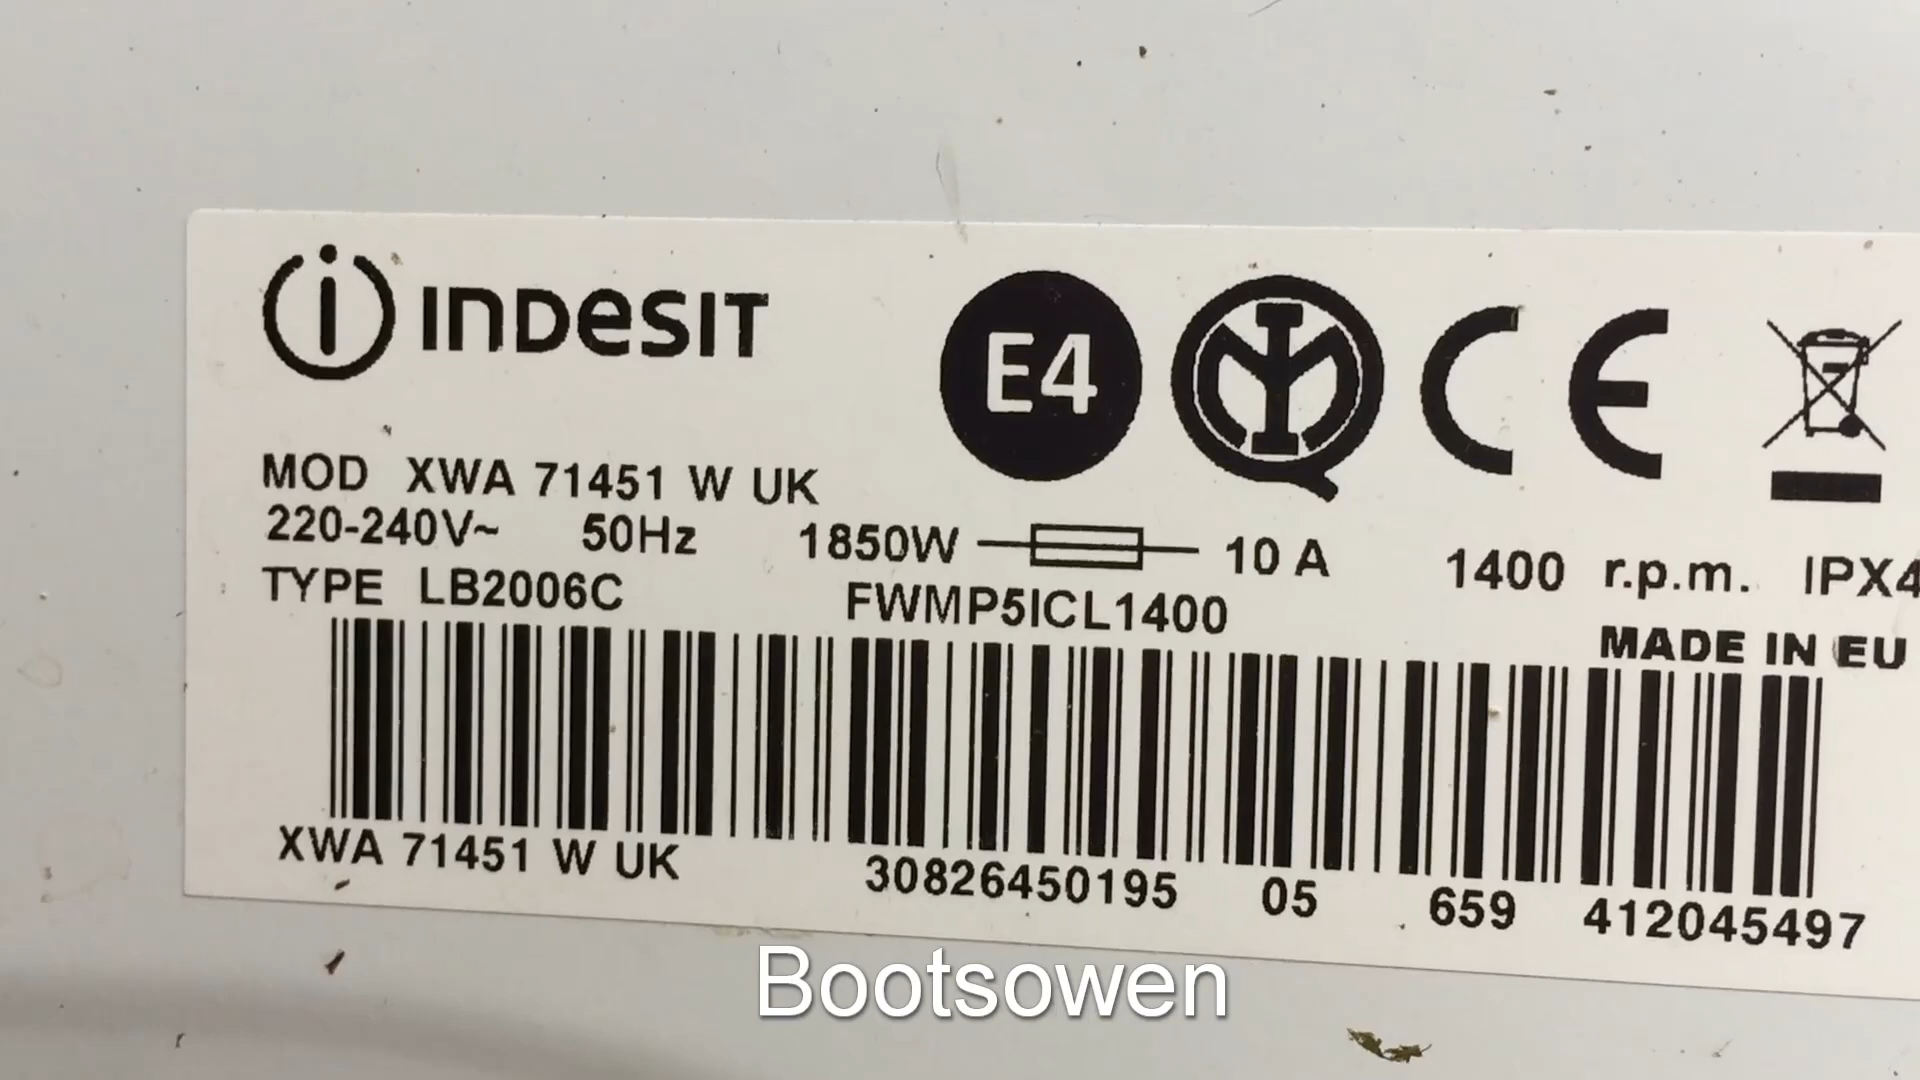 INDESIT
E4
CE
MOD XWA 71451 W UK
220-240V~ 50Hz 1850W 10 A 1400 r.p.m. IPX4
TYPE LB2006C FWMP5ICL1400
MADE IN EU
XWA 71451 W UK 30826450195 05 659 412045497
Bootsowen